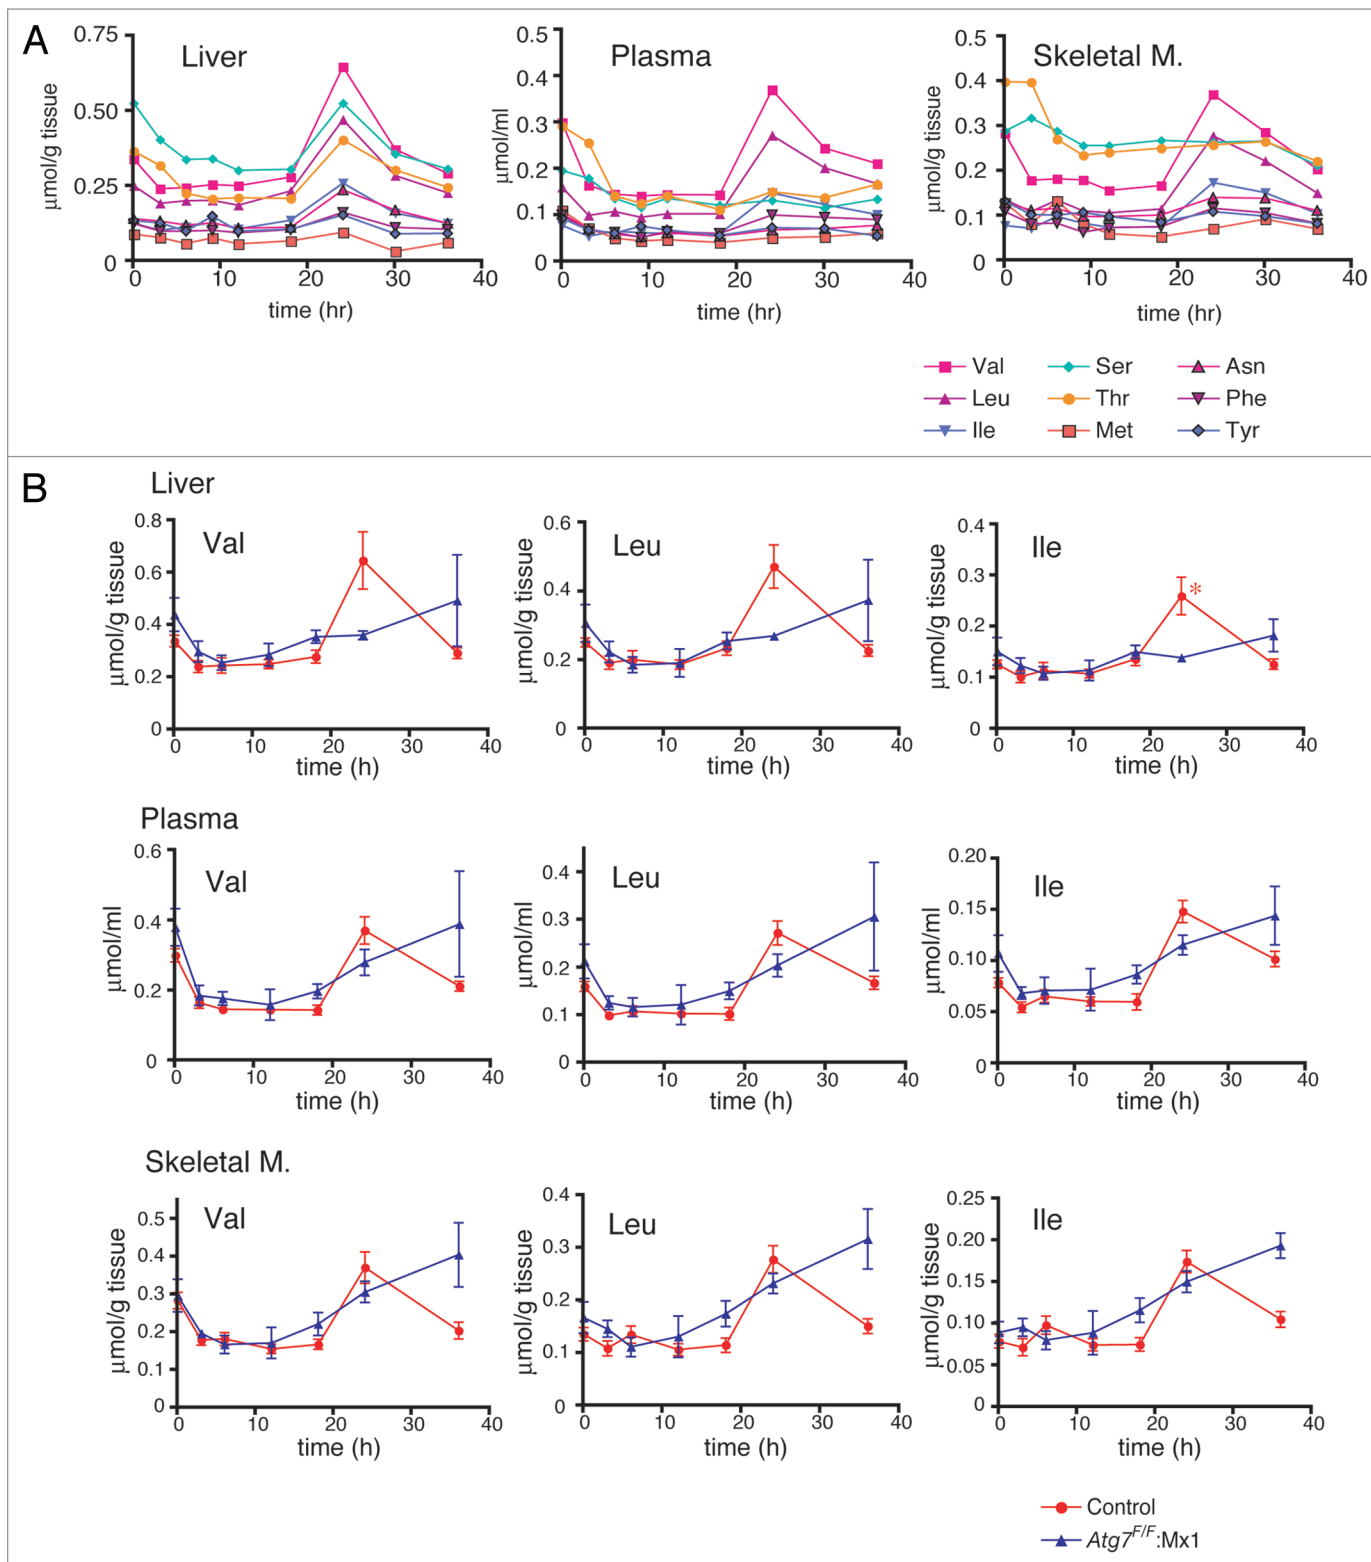 A
Liver
Plasma
Skeletal M.
0.75
0.50
0.25
0
μmol/g tissue
0 10 20 30 40
time (hr)
0.5
0.4
0.3
0.2
0.1
0
μmol/ml
0 10 20 30 40
time (hr)
0.5
0.4
0.3
0.2
0.1
0
μmol/g tissue
0 10 20 30 40
time (hr)
Val Ser Asn
Leu Thr Phe
Ile Met Tyr
B
Liver
Val
0.8
0.6
0.4
0.2
0
μmol/g tissue
0 10 20 30 40
time (h)
Leu
0.6
0.4
0.2
0
μmol/g tissue
0 10 20 30 40
time (h)
Ile
0.4
0.3
0.2
0.1
0
μmol/g tissue
*
0 10 20 30 40
time (h)
Plasma
Val
0.6
0.4
0.2
0
μmol/ml
0 10 20 30 40
time (h)
Leu
0.4
0.3
0.2
0.1
0
μmol/ml
0 10 20 30 40
time (h)
Ile
0.20
0.15
0.10
0.05
0
μmol/ml
0 10 20 30 40
time (h)
Skeletal M.
Val
0.5
0.4
0.3
0.2
0.1
0
μmol/g tissue
0 10 20 30 40
time (h)
Leu
0.4
0.3
0.2
0.1
0
μmol/g tissue
0 10 20 30 40
time (h)
Ile
0.25
0.20
0.15
0.10
0.05
0
μmol/g tissue
0 10 20 30 40
time (h)
Control
Atg7F/F:Mx1